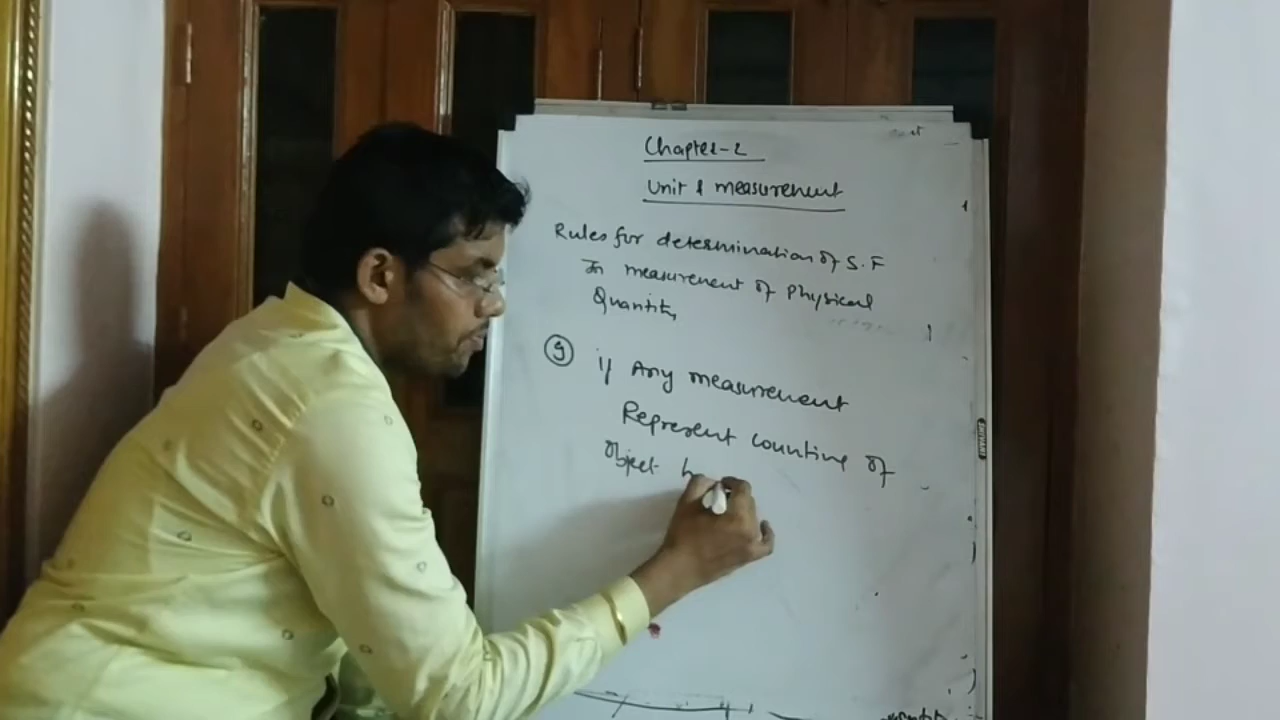 Chapter-2
Unit & measurement
Rules for determination of S.F
In measurement of Physical
Quantity
9 if Any measurement
Represent Counting of
Object